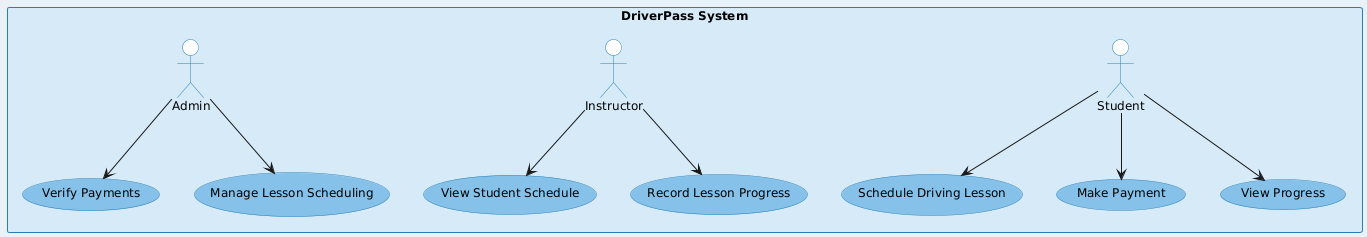 DriverPass System
Admin
Instructor
Student
Verify Payments
Manage Lesson Scheduling
View Student Schedule
Record Lesson Progress
Schedule Driving Lesson
Make Payment
View Progress